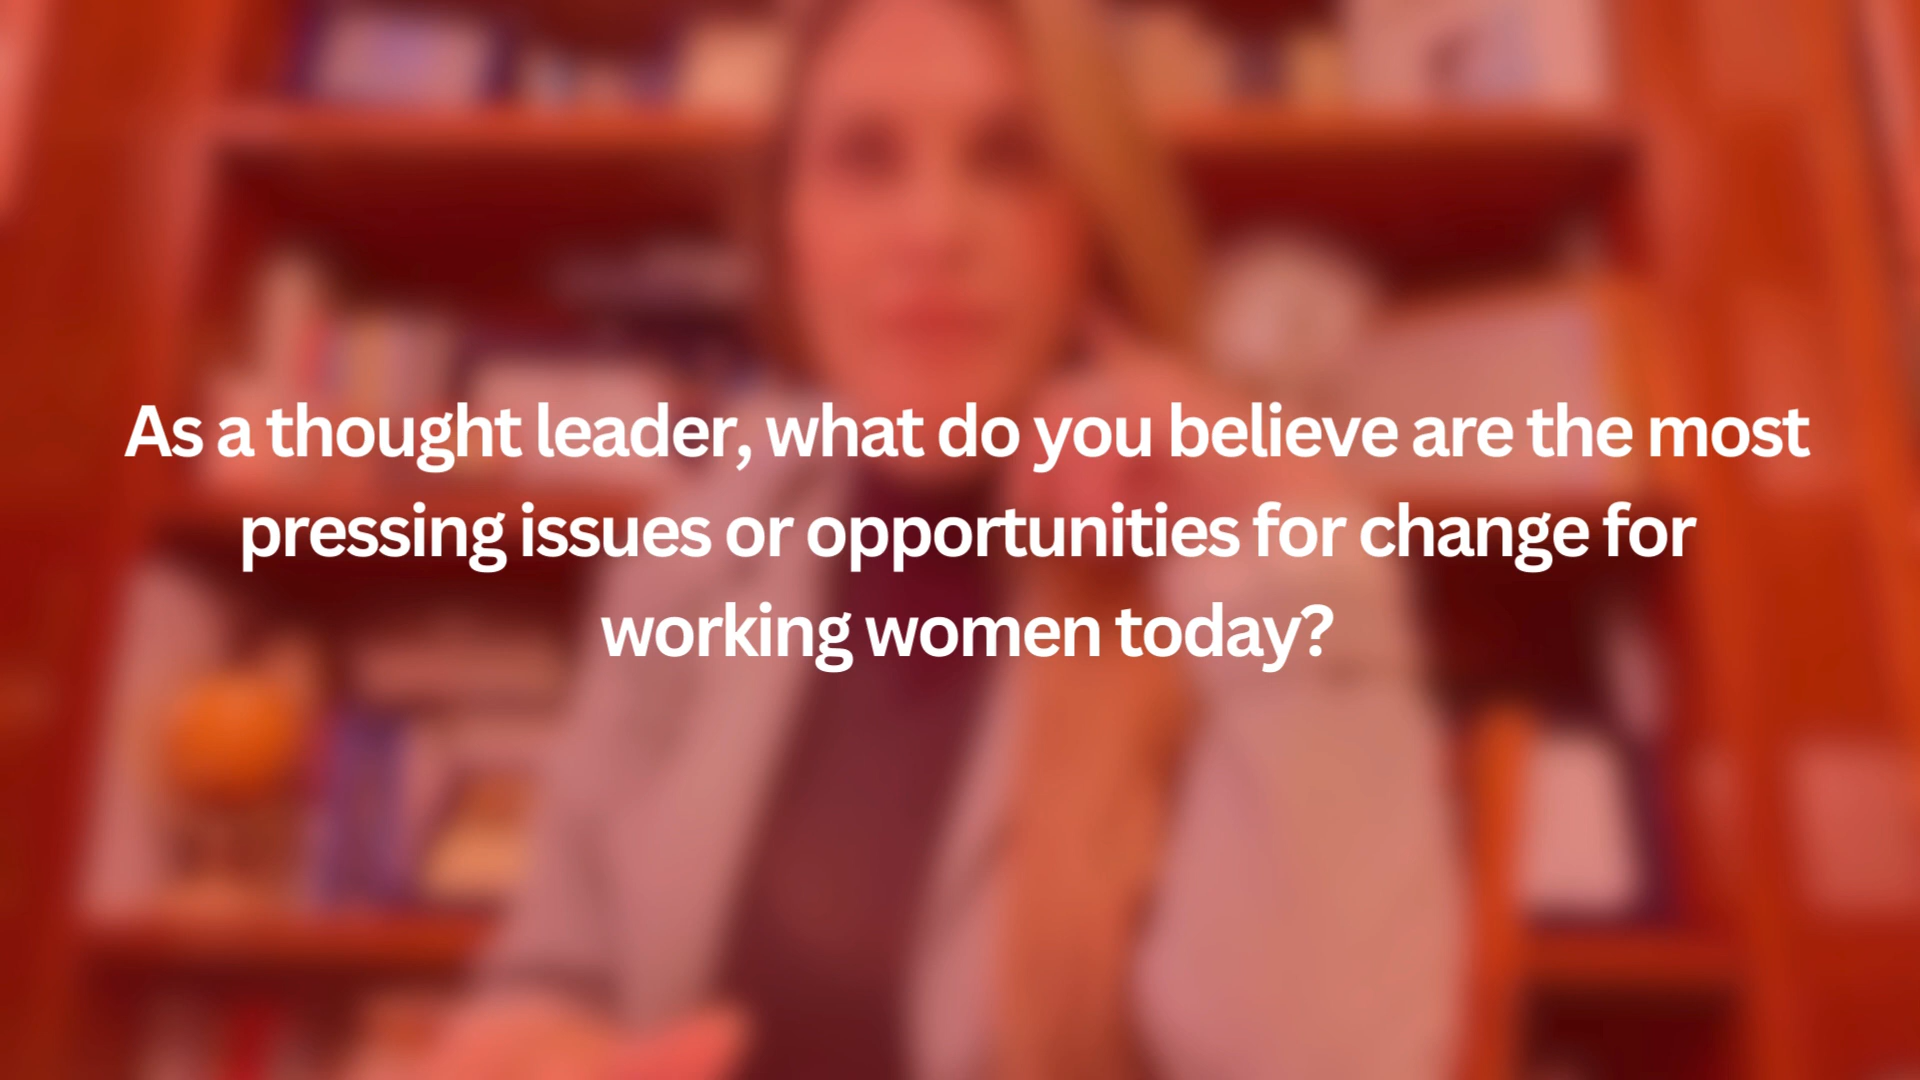 As a thought leader, what do you believe are the most
pressing issues or opportunities for change for
working women today?